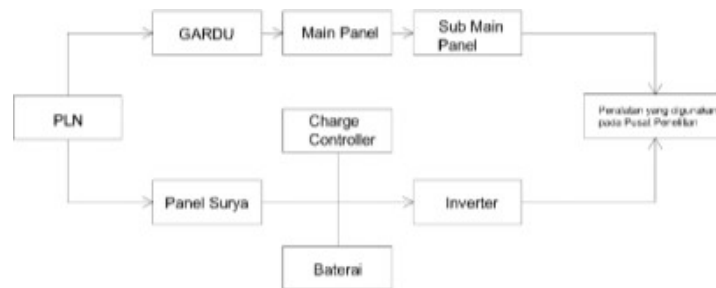 GARDU
Main Panel
Sub Main
Panel
PLN
Charge
Controller
Peralatan yang digunakan
pada Pusat Penelitian
Panel Surya
Inverter
Baterai